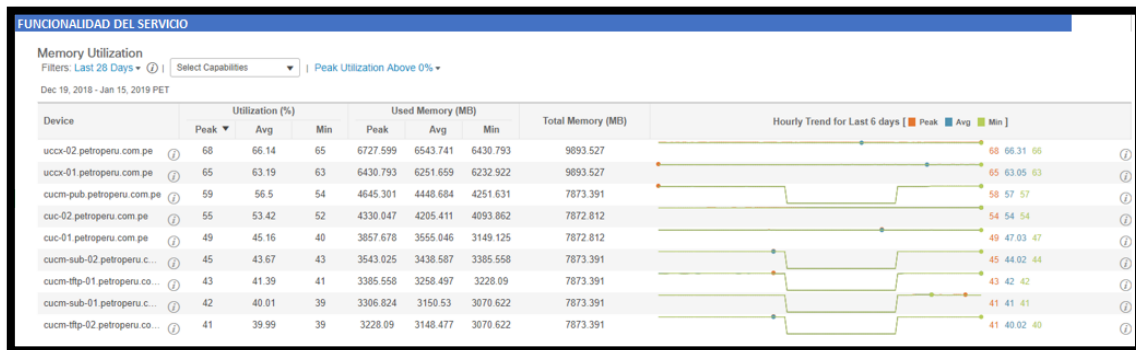 FUNCIONALIDAD DEL SERVICIO
Memory Utilization
Filters: Last 28 Days | Select Capabilities | Peak Utilization Above 0%
Dec 19, 2018 - Jan 15, 2019 PET
Device Utilization (%) Used Memory (MB) Total Memory (MB) Hourly Trend for Last 6 days [ Peak Avg Min ]
Peak Avg Min Peak Avg Min
uccx-02.petroperu.com.pe 68 66.14 65 6727.599 6543.741 6430.793 9893.527 68 66.31 66
uccx-01.petroperu.com.pe 65 63.19 63 6430.793 6251.659 6232.922 9893.527 65 63.05 63
cucm-pub.petroperu.com.pe 59 56.5 54 4645.301 4448.684 4251.631 7873.391 58 57 57
cuc-02.petroperu.com.pe 55 53.42 52 4330.047 4205.411 4093.862 7872.812 54 54 54
cuc-01.petroperu.com.pe 49 45.16 40 3857.678 3555.046 3149.125 7872.812 49 47.03 47
cucm-sub-02.petroperu.c... 45 43.67 43 3543.025 3438.587 3385.558 7873.391 45 44.02 44
cucm-tftp-01.petroperu.co... 43 41.39 41 3385.558 3258.497 3228.09 7873.391 43 42 42
cucm-sub-01.petroperu.c... 42 40.01 39 3306.824 3150.53 3070.622 7873.391 41 41 41
cucm-tftp-02.petroperu.co... 41 39.99 39 3228.09 3148.477 3070.622 7873.391 41 40.02 40